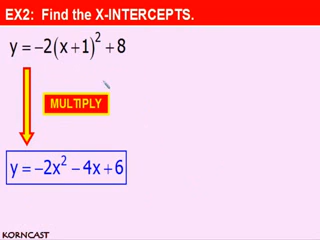 EX2: Find the X-INTERCEPTS.
y = −2(x+1)² + 8
MULTIPLY
y = −2x² − 4x + 6
KORNCAST